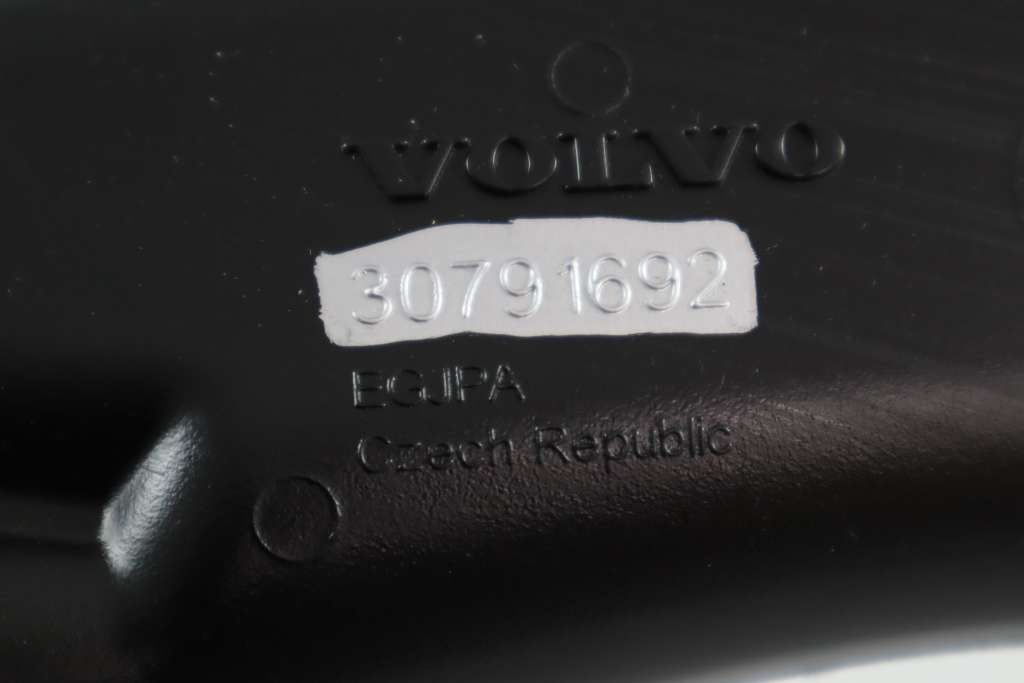 VOLVO
30791692
EGJPA
Czech Republic